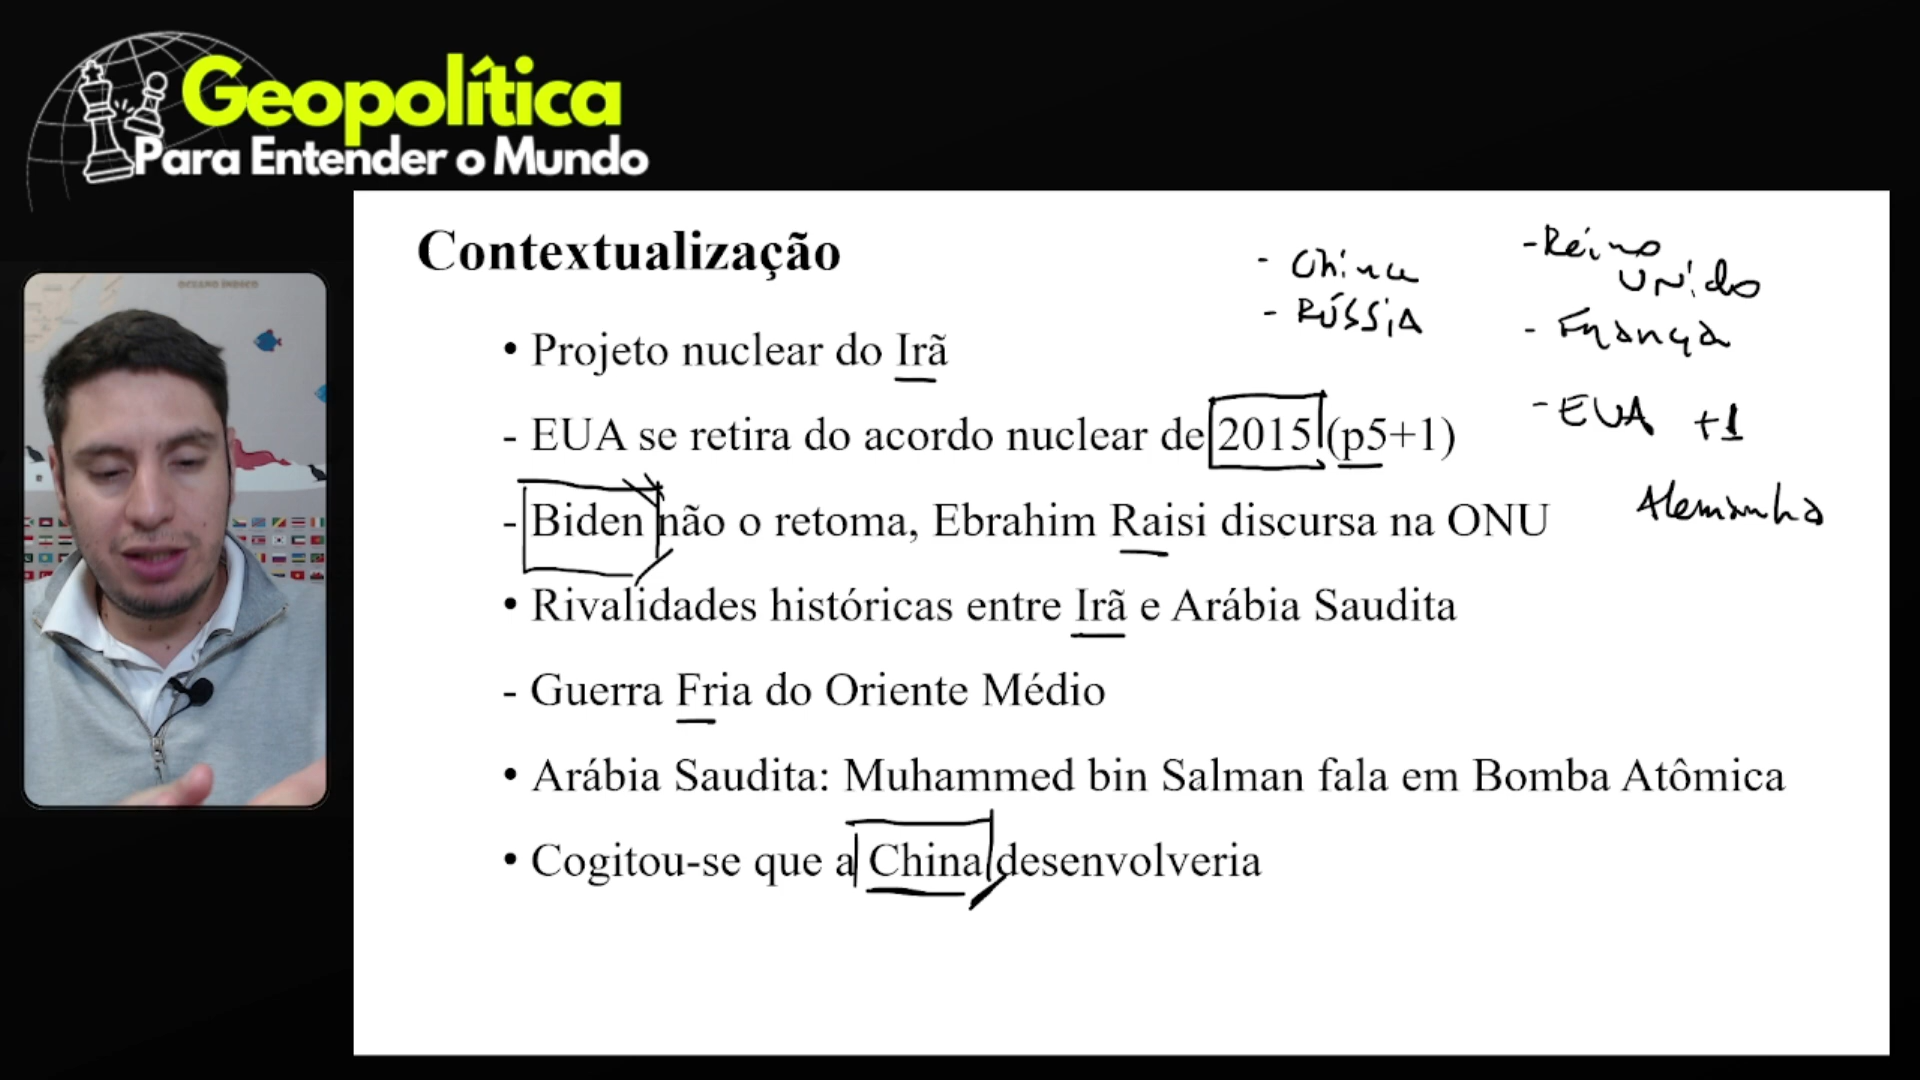 Geopolítica
Para Entender o Mundo
OCEANO ÍNDICO
Contextualização
- China
- RÚSSIA
- Reino
Unido
- França
- EUA +1
Alemanha
• Projeto nuclear do Irã
- EUA se retira do acordo nuclear de 2015 (p5+1)
- Biden não o retoma, Ebrahim Raisi discursa na ONU
• Rivalidades históricas entre Irã e Arábia Saudita
- Guerra Fria do Oriente Médio
• Arábia Saudita: Muhammed bin Salman fala em Bomba Atômica
• Cogitou-se que a China desenvolveria